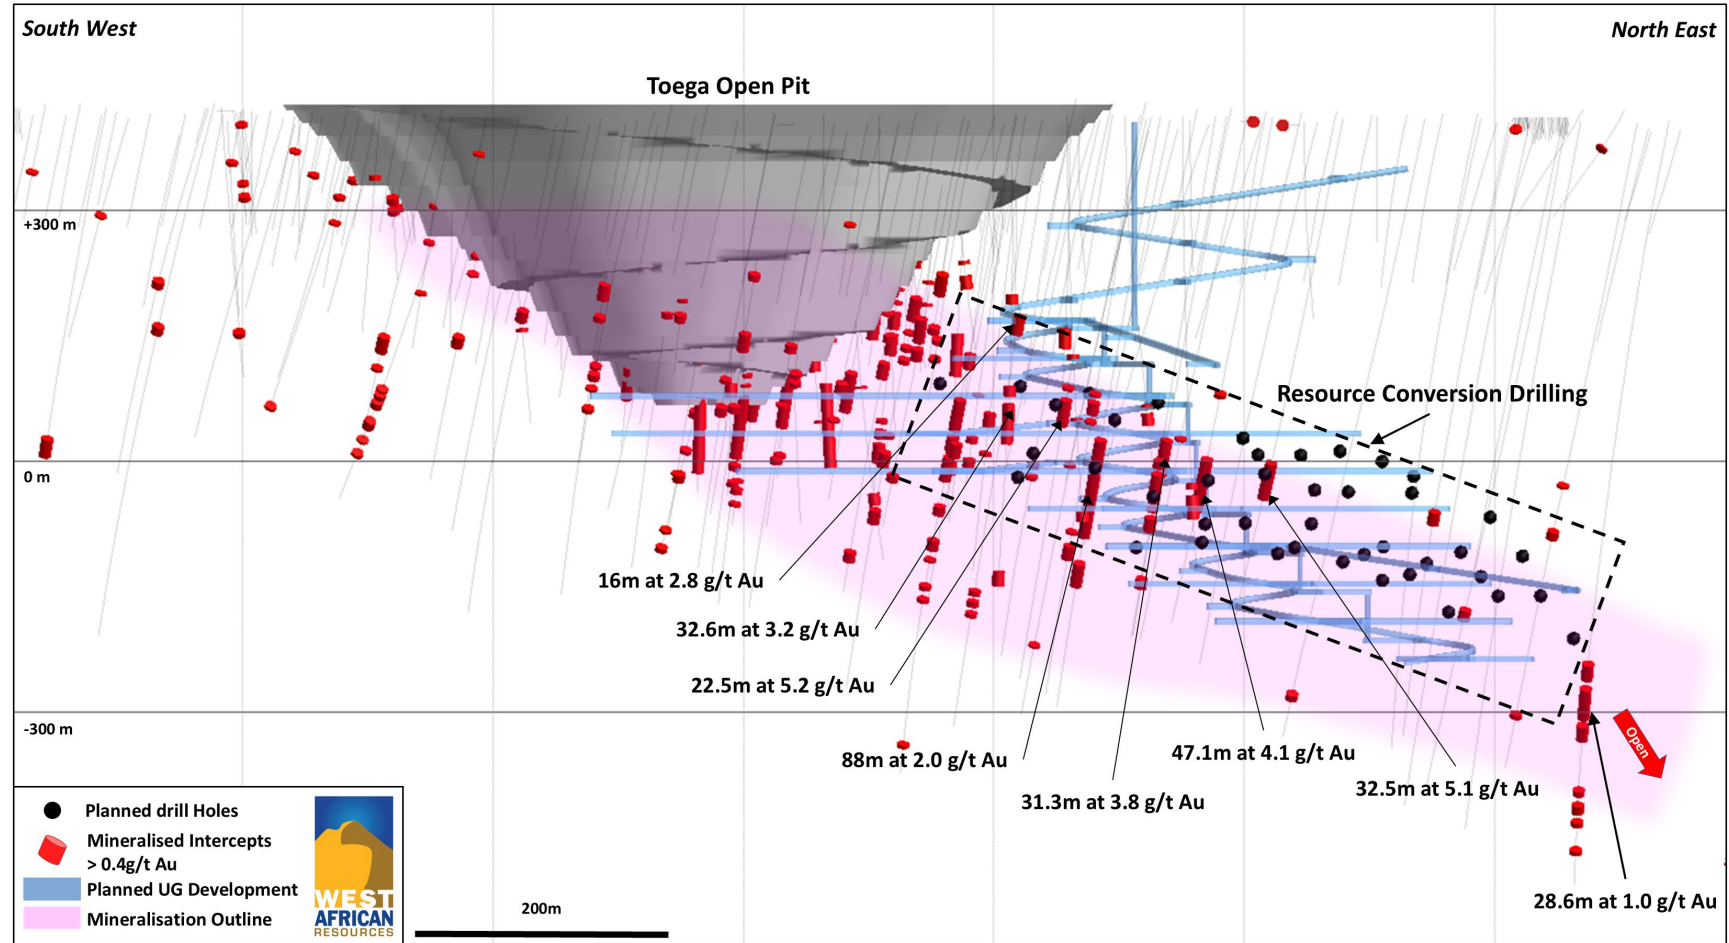 South West
North East
Toega Open Pit
+300 m
Resource Conversion Drilling
0 m
16m at 2.8 g/t Au
32.6m at 3.2 g/t Au
22.5m at 5.2 g/t Au
-300 m
Open
88m at 2.0 g/t Au
47.1m at 4.1 g/t Au
31.3m at 3.8 g/t Au
32.5m at 5.1 g/t Au
28.6m at 1.0 g/t Au
Planned drill Holes
Mineralised Intercepts
> 0.4g/t Au
Planned UG Development
Mineralisation Outline
WEST
AFRICAN
RESOURCES
200m